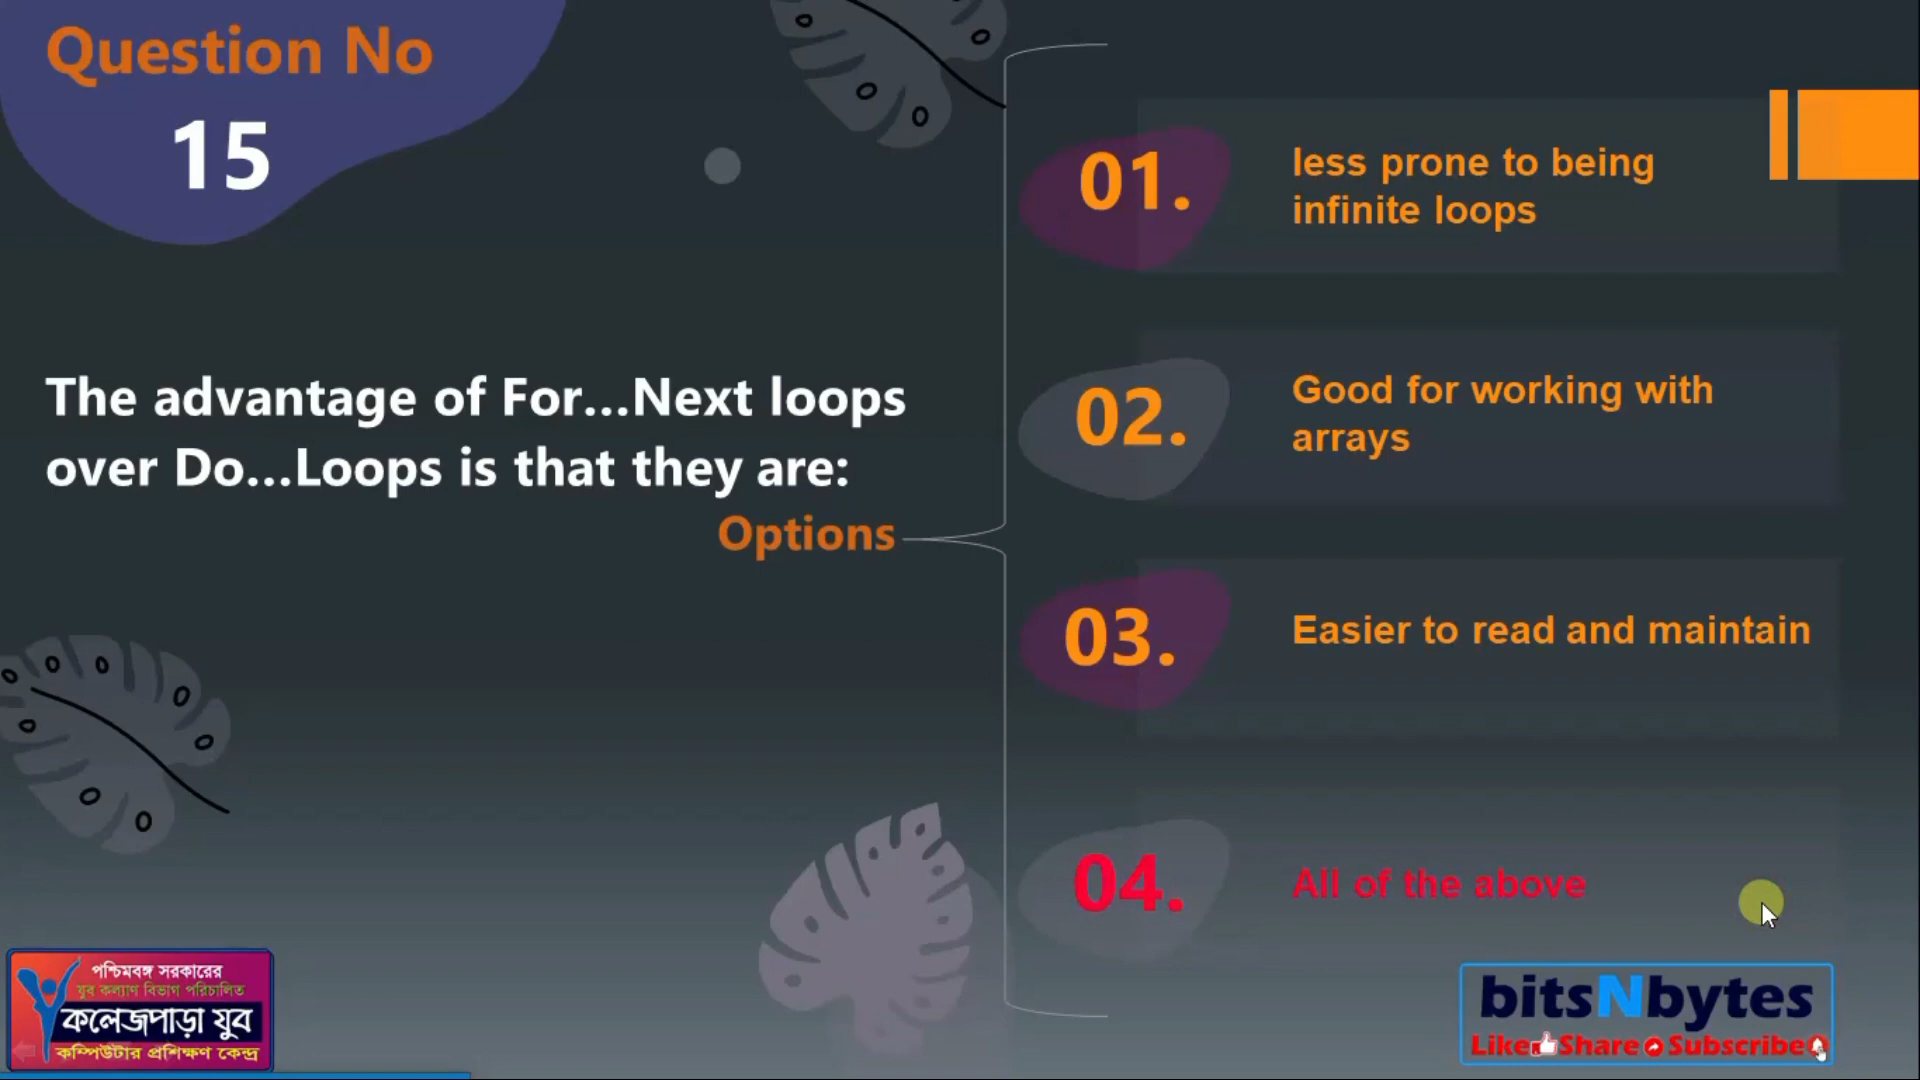 Question No
15
The advantage of For...Next loops
over Do...Loops is that they are:
Options
01.
less prone to being
infinite loops
02.
Good for working with
arrays
03.
Easier to read and maintain
04.
All of the above
পশ্চিমবঙ্গ সরকারের
যুব কল্যাণ বিভাগ পরিচালিত
কলেজপাড়া যুব
কম্পিউটার প্রশিক্ষণ কেন্দ্র
bitsNbytes
Like Share Subscribe